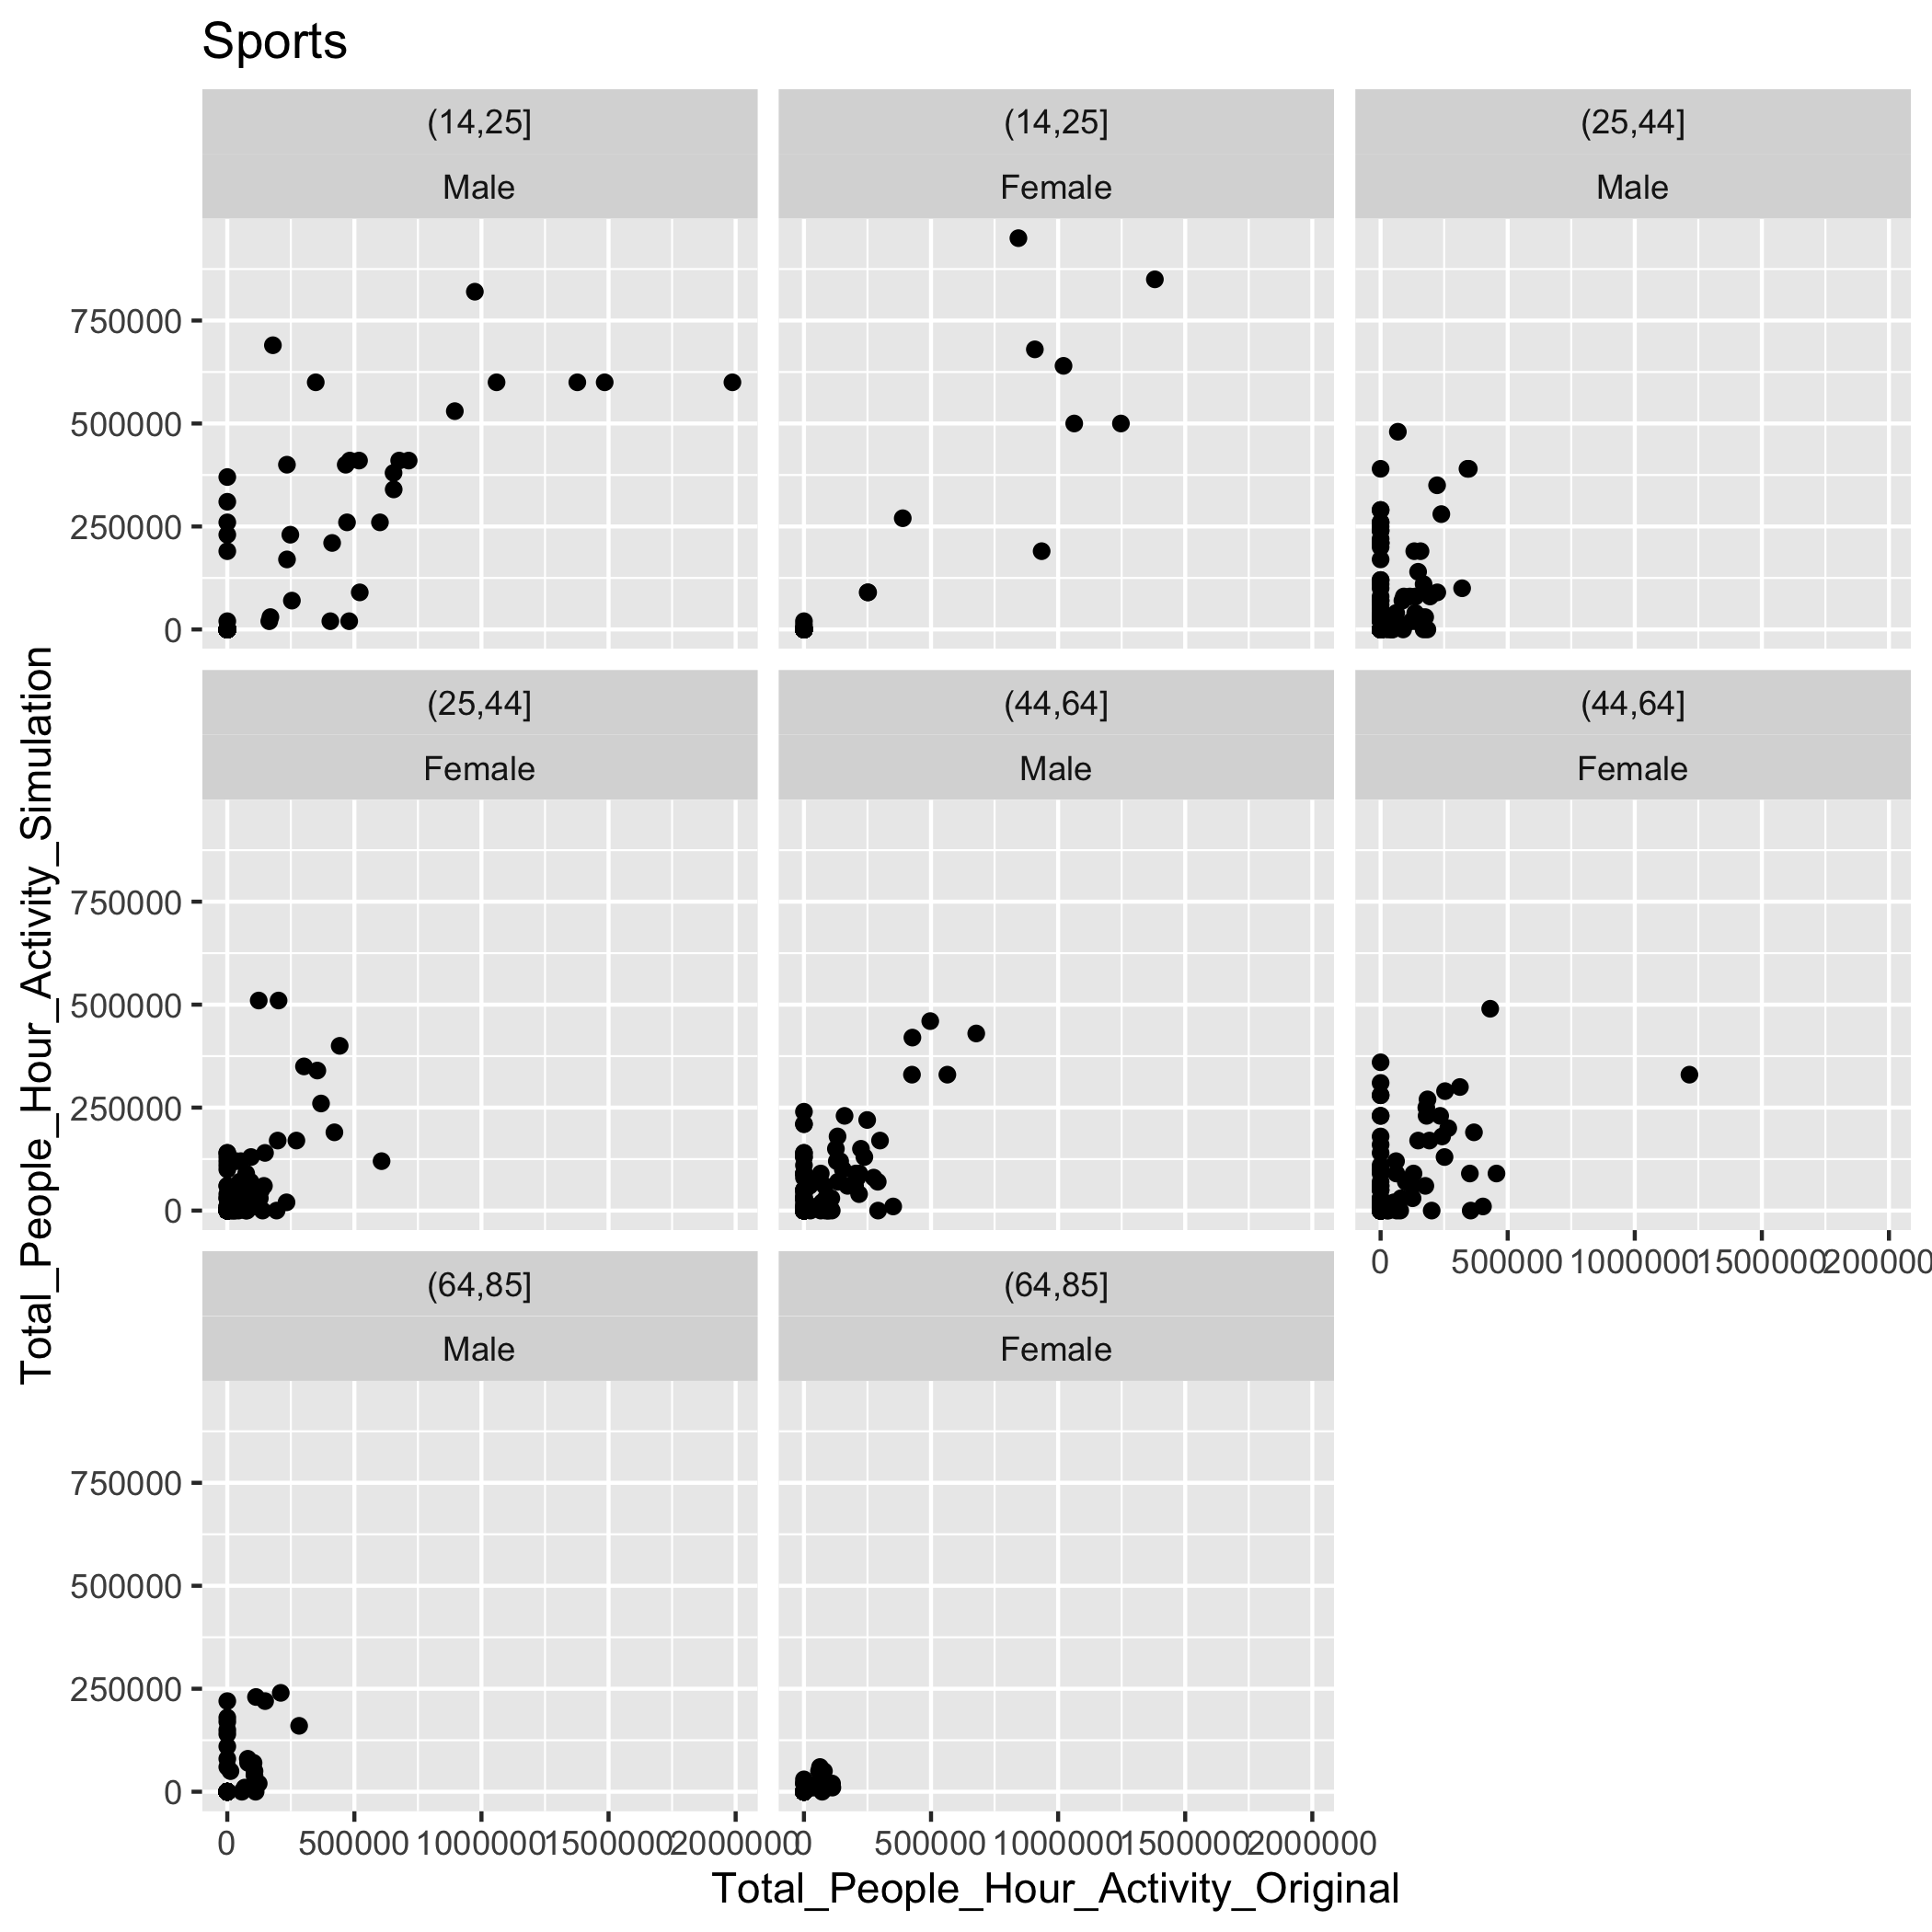 Sports
(14,25]
Male
(14,25]
Female
(25,44]
Male
750000
500000
250000
0
(25,44]
Female
(44,64]
Male
(44,64]
Female
750000
500000
250000
0
0 500000 1000000 1500000 200000
(64,85]
Male
(64,85]
Female
750000
500000
250000
0
0 500000 1000000 1500000 2000000
0 500000 1000000 1500000 2000000
Total_People_Hour_Activity_Original
Total_People_Hour_Activity_Simulation